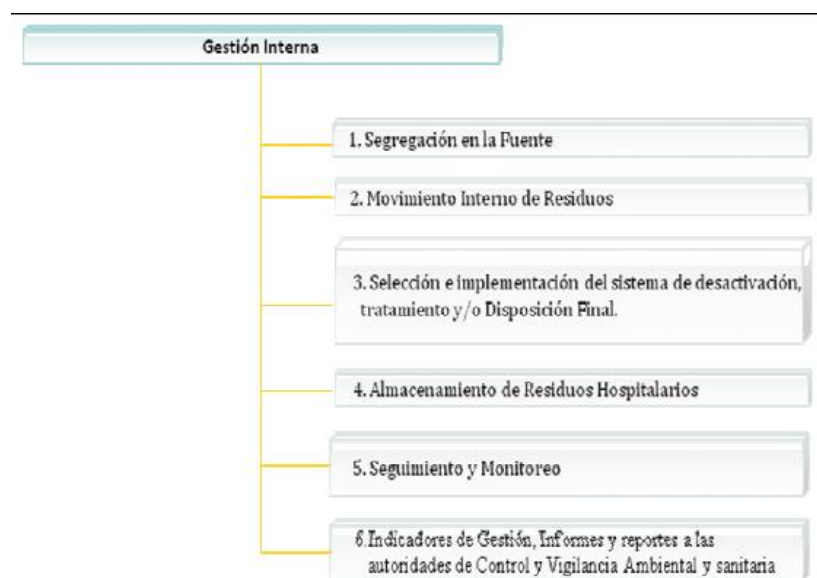 Gestión Interna
1. Segregación en la Fuente
2. Movimiento Interno de Residuos
3. Selección e implementación del sistema de desactivación,
tratamiento y/o Disposición Final.
4. Almacenamiento de Residuos Hospitalarios
5. Seguimiento y Monitoreo
6. Indicadores de Gestión, Informes y reportes a las
autoridades de Control y Vigilancia Ambiental y sanitaria